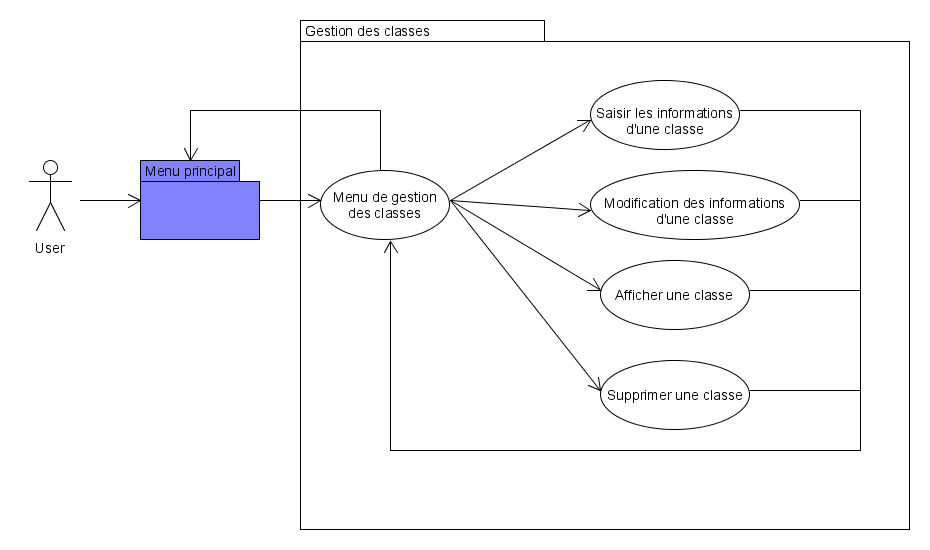 Gestion des classes
Saisir les informations
d'une classe
Menu principal
Menu de gestion
des classes
Modification des informations
d'une classe
User
Afficher une classe
Supprimer une classe